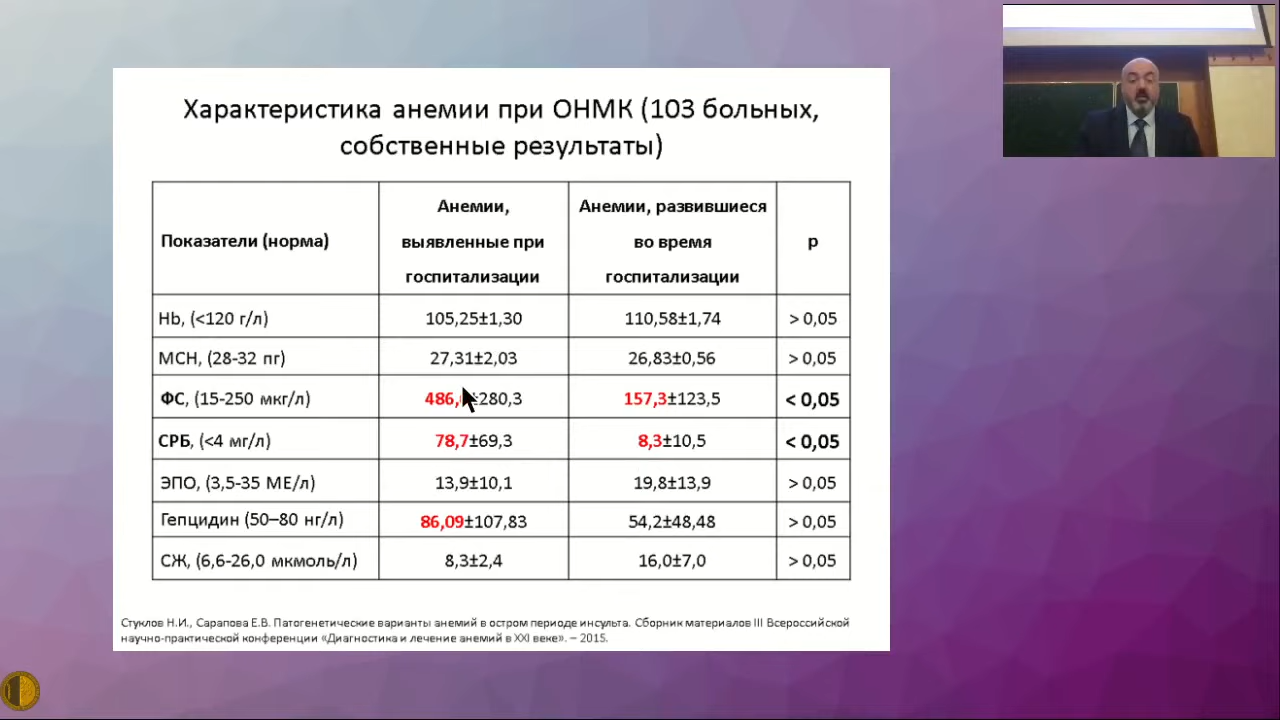 Характеристика анемии при ОНМК (103 больных,
собственные результаты)
Показатели (норма)
Анемии,
выявленные при
госпитализации
Анемии, развившиеся
во время
госпитализации
р
Hb, (<120 г/л)
105,25±1,30
110,58±1,74
> 0,05
МСН, (28-32 пг)
27,31±2,03
26,83±0,56
> 0,05
ФС, (15-250 мкг/л)
486, ±280,3
157,3±123,5
< 0,05
СРБ, (<4 мг/л)
78,7±69,3
8,3±10,5
< 0,05
ЭПО, (3,5-35 МЕ/л)
13,9±10,1
19,8±13,9
> 0,05
Гепцидин (50–80 нг/л)
86,09±107,83
54,2±48,48
> 0,05
СЖ, (6,6-26,0 мкмоль/л)
8,3±2,4
16,0±7,0
> 0,05
Стуклов Н.И., Сарапова Е.В. Патогенетические варианты анемий в остром периоде инсульта. Сборник материалов III Всероссийской
научно-практической конференции «Диагностика и лечение анемий в XXI веке». – 2015.